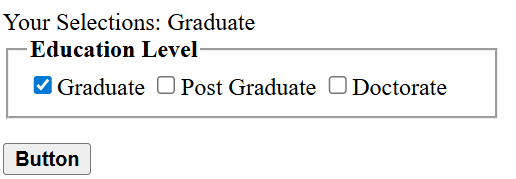 Your Selections: Graduate
Education Level
Graduate Post Graduate Doctorate
Button